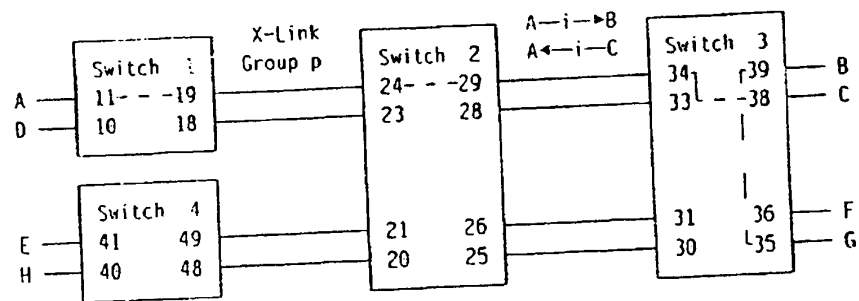 A—i—►B
X-Link
A◄—i—C
Switch 1
Group p
Switch 2
Switch 3
A
11- - -19
24- - -29
34
39
B
D
10 18
23 28
33
- -38
C
Switch 4
E
41 49
21 26
31 36
F
H
40 48
20 25
30 35
G